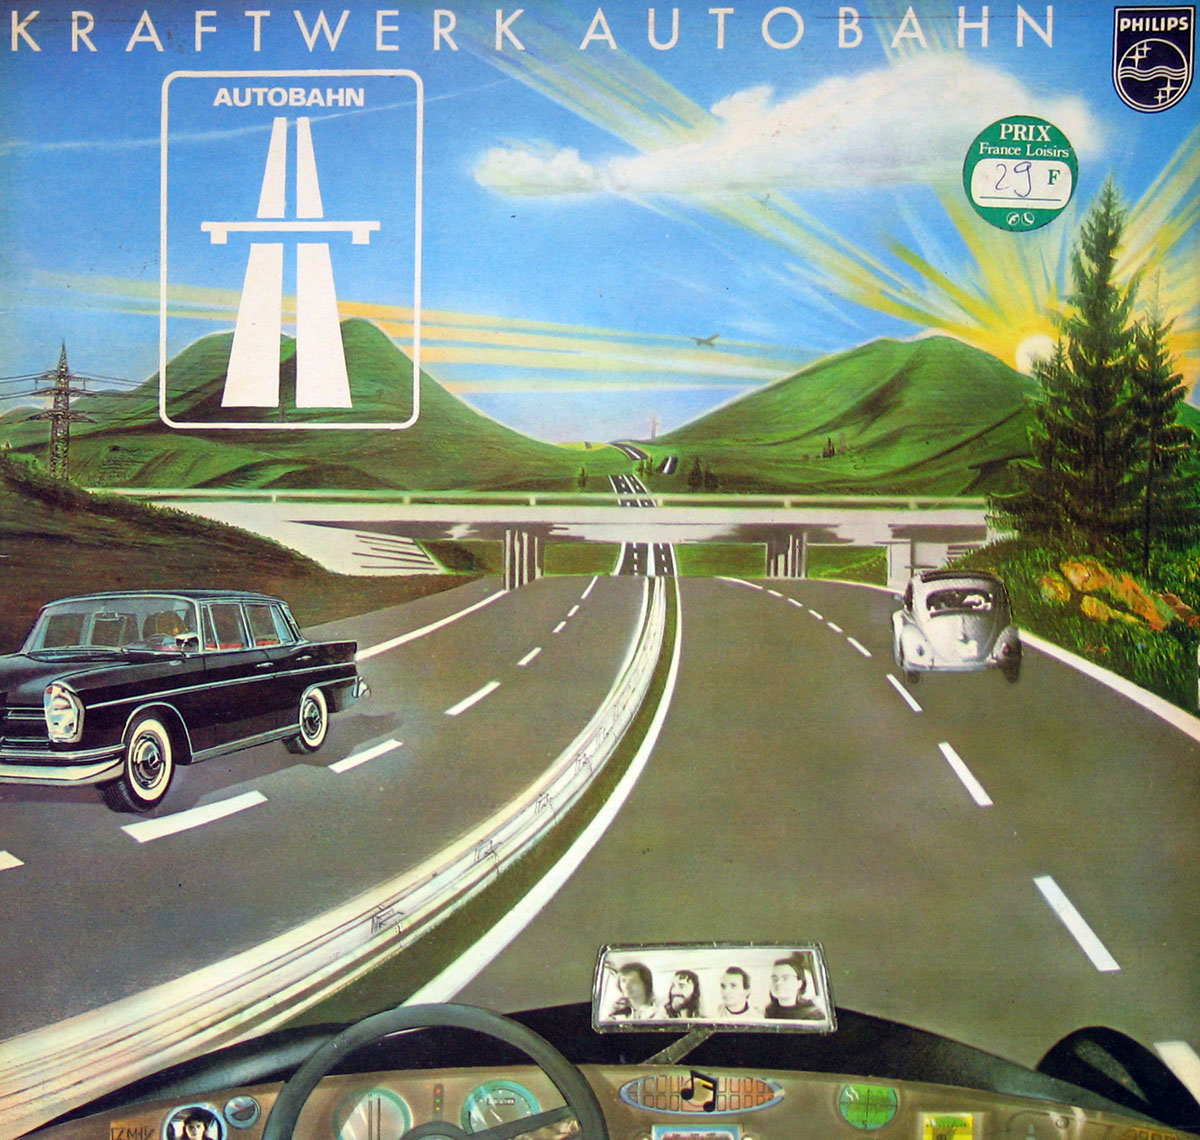 KRAFTWERK AUTOBAHN
PHILIPS
AUTOBAHN
PRIX
France Loisirs
29 F